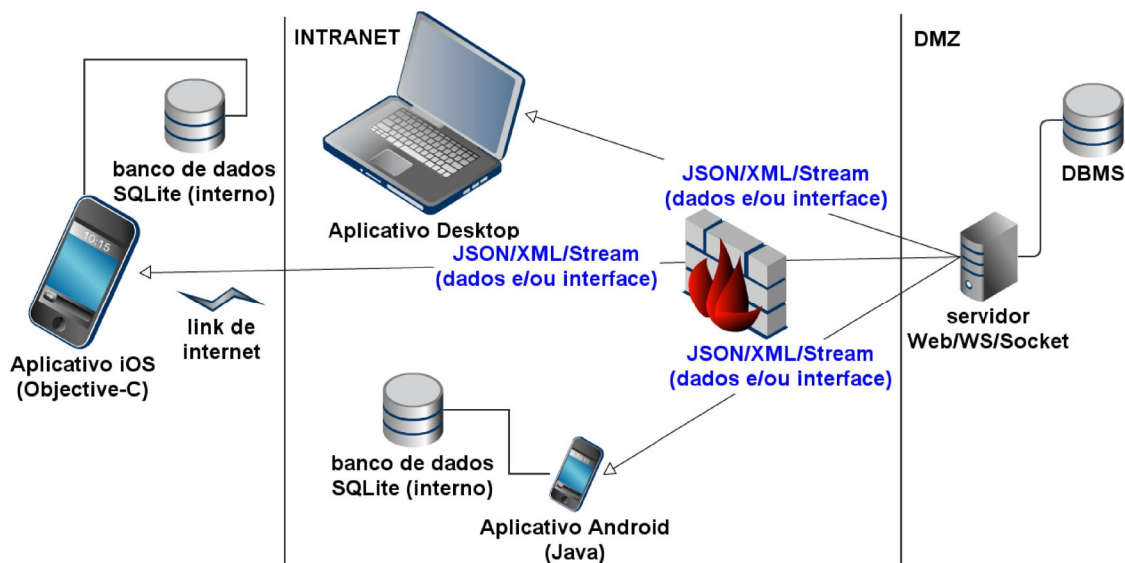 INTRANET
DMZ
banco de dados
SQLite (interno)
10:15
Aplicativo iOS
(Objective-C)
link de
internet
Aplicativo Desktop
JSON/XML/Stream
(dados e/ou interface)
JSON/XML/Stream
(dados e/ou interface)
JSON/XML/Stream
(dados e/ou interface)
banco de dados
SQLite (interno)
Aplicativo Android
(Java)
DBMS
servidor
Web/WS/Socket